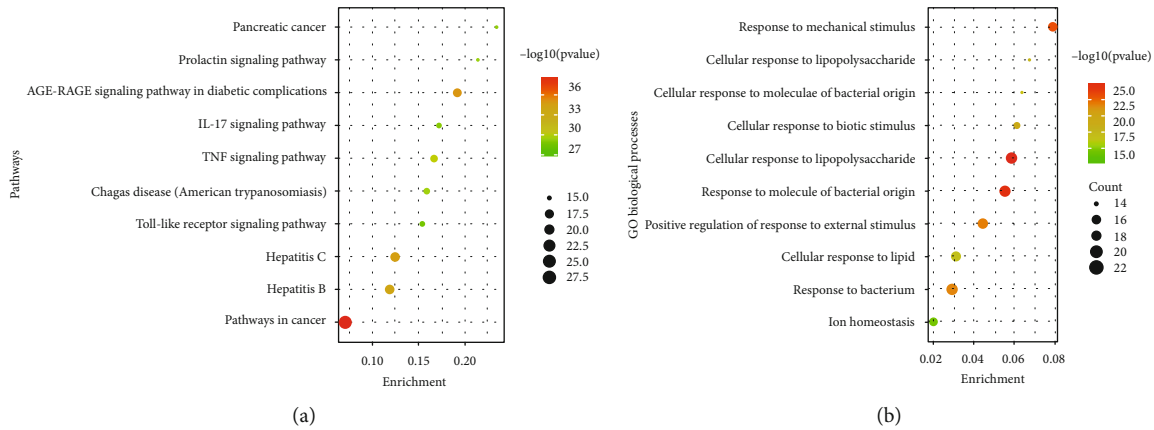 Pathways
Pancreatic cancer
Prolactin signaling pathway
AGE-RAGE signaling pathway in diabetic complications
IL-17 signaling pathway
TNF signaling pathway
Chagas disease (American trypanosomiasis)
Toll-like receptor signaling pathway
Hepatitis C
Hepatitis B
Pathways in cancer
0.10 0.15 0.20
Enrichment
–log10(pvalue)
36
33
30
27
15.0
17.5
20.0
22.5
25.0
27.5
(a)
GO biological processes
Response to mechanical stimulus
Cellular response to lipopolysaccharide
Cellular response to moleculae of bacterial origin
Cellular response to biotic stimulus
Cellular response to lipopolysaccharide
Response to molecule of bacterial origin
Positive regulation of response to external stimulus
Cellular response to lipid
Response to bacterium
Ion homeostasis
0.02 0.04 0.06 0.08
Enrichment
–log10(pvalue)
25.0
22.5
20.0
17.5
15.0
Count
14
16
18
20
22
(b)